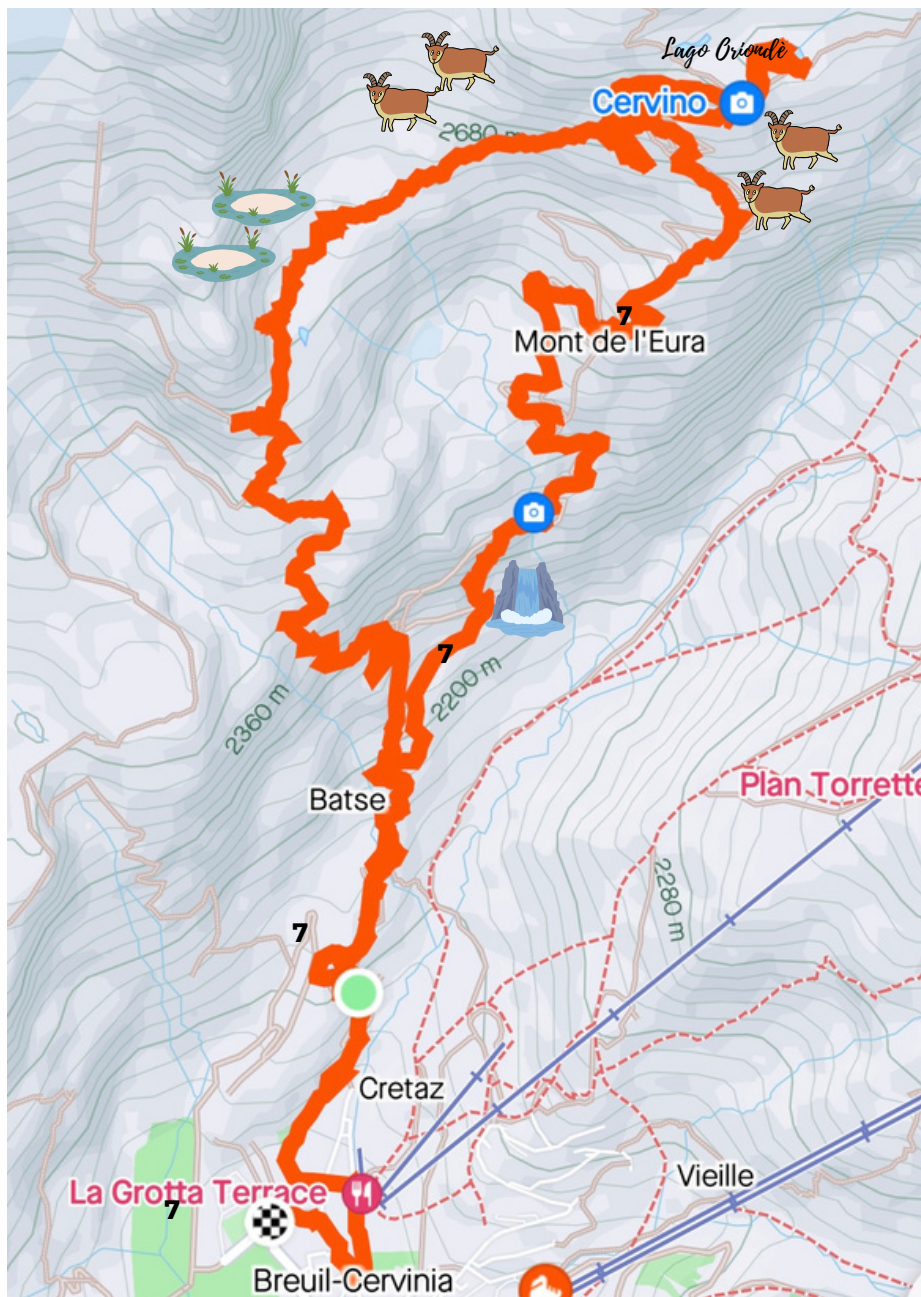 Lago Oriondè
Cervino
2680 m
7
Mont de l'Eura
7
2200 m
2360 m
Plan Torrette
Batse
2280 m
7
Cretaz
Vieille
La Grotta Terrace
7
Breuil-Cervinia